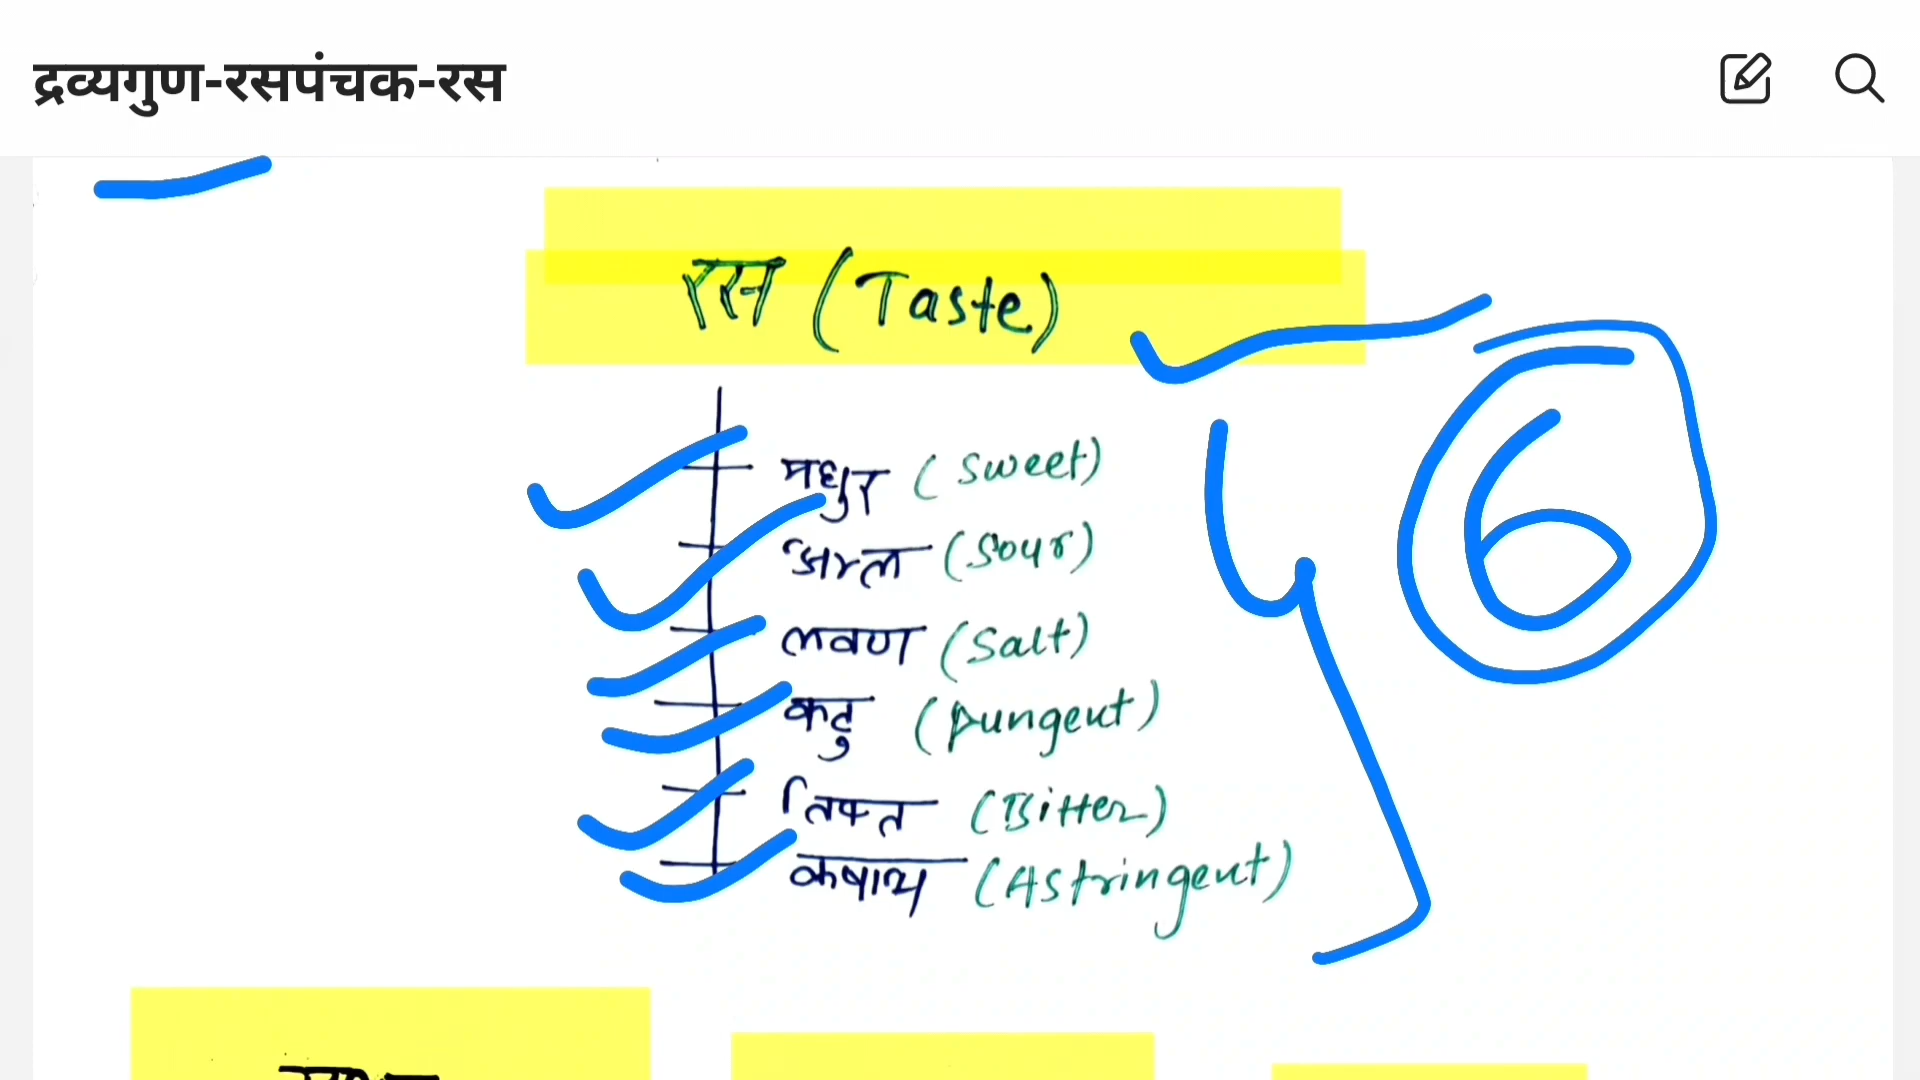 द्रव्यगुण-रसपंचक-रस
रस (Taste)
मधुर (Sweet)
अम्ल (Sour)
लवण (Salt)
कटु (Pungent)
तिक्त (Bitter)
कषाय (Astringent)
6